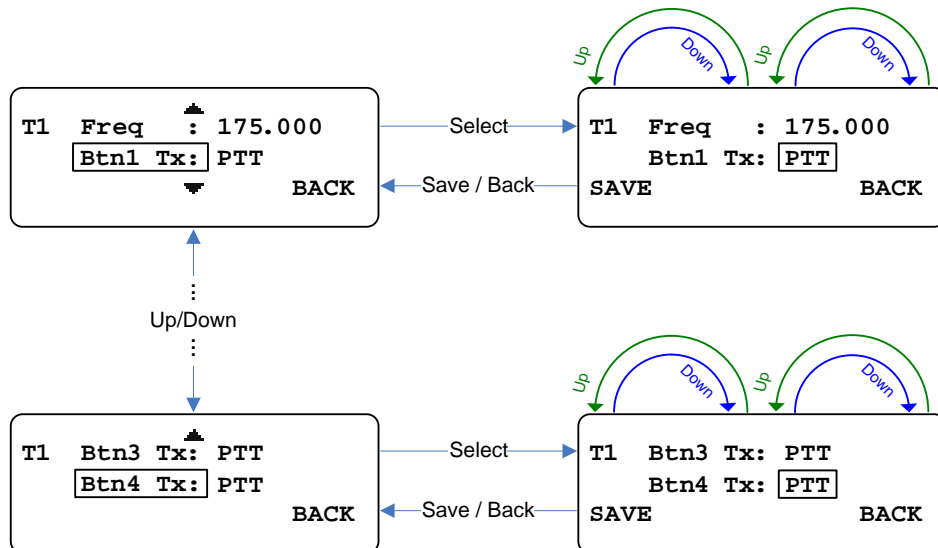 Up Down Up Down
T1 Freq : 175.000
Btn1 Tx: PTT
BACK
Select
Save / Back
T1 Freq : 175.000
Btn1 Tx: PTT
SAVE BACK
Up/Down
Up Down Up Down
T1 Btn3 Tx: PTT
Btn4 Tx: PTT
BACK
Select
Save / Back
T1 Btn3 Tx: PTT
Btn4 Tx: PTT
SAVE BACK